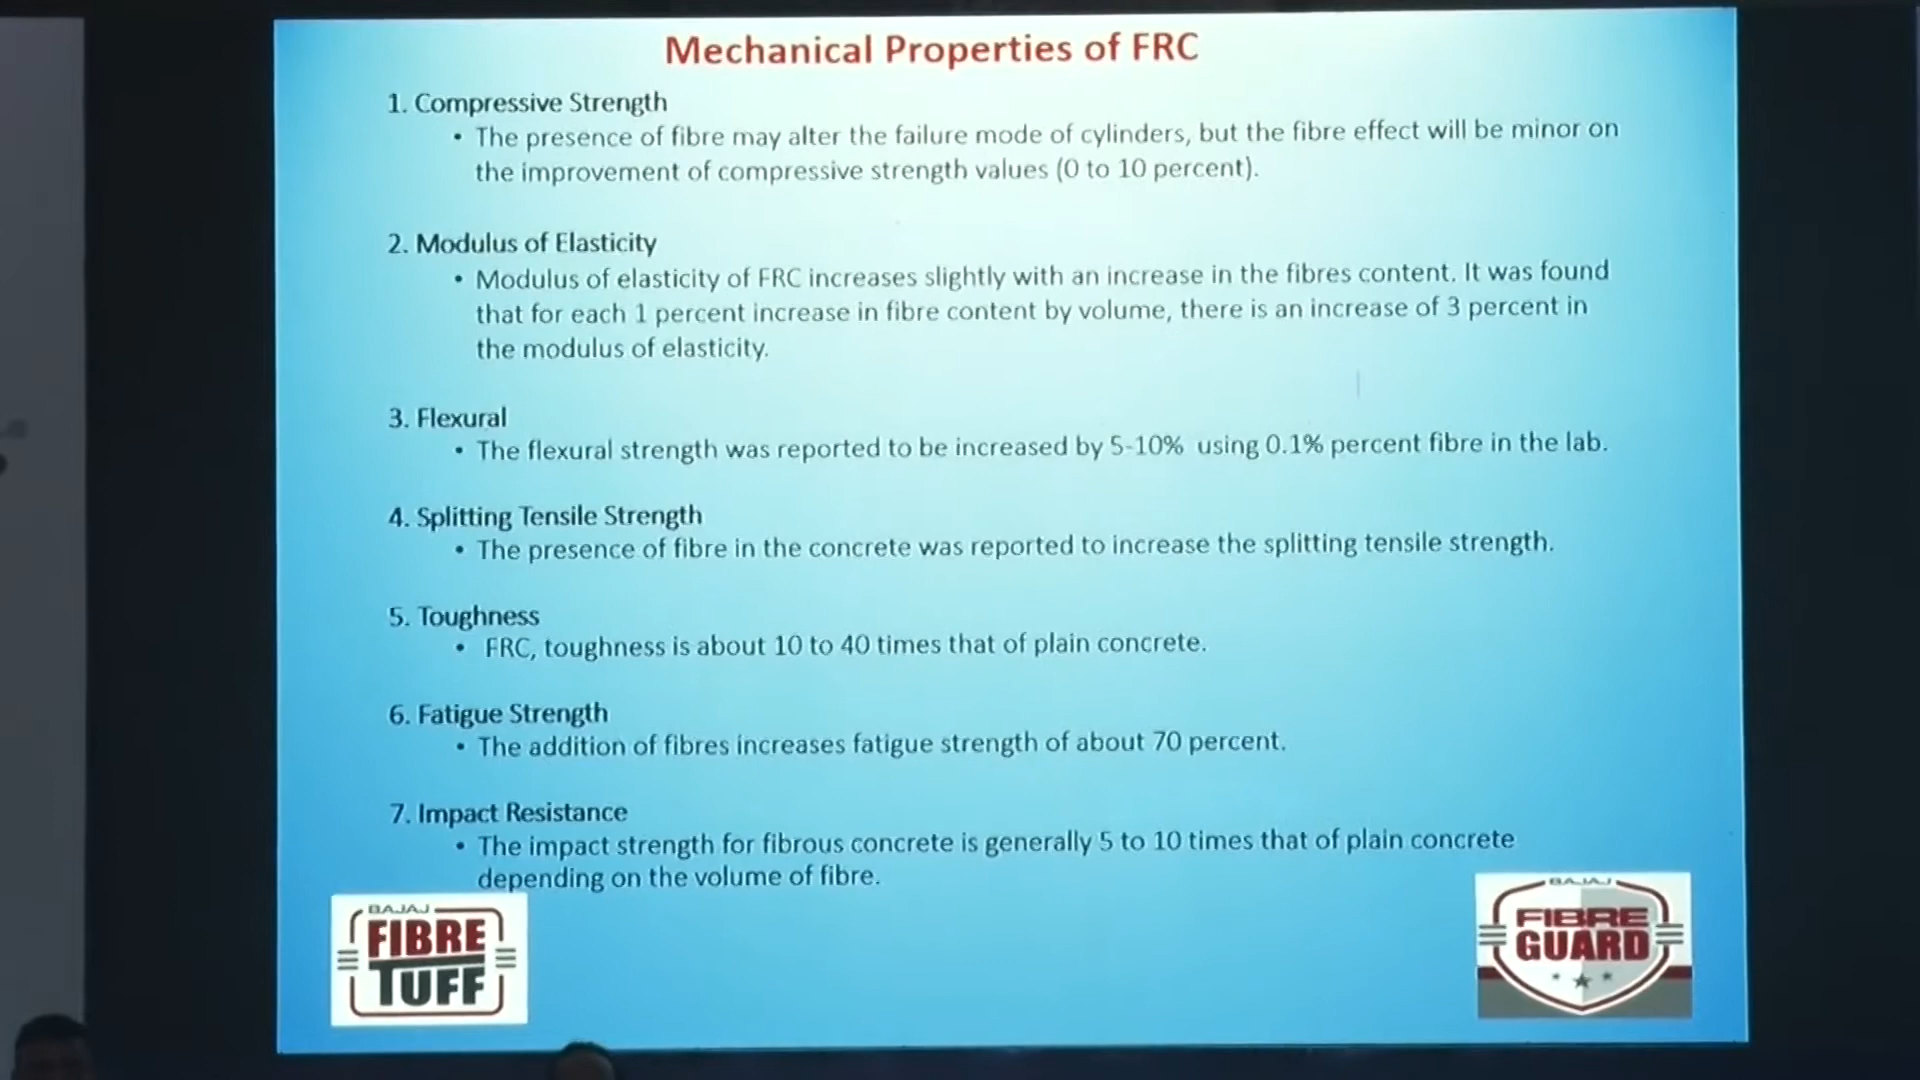 Mechanical Properties of FRC
1. Compressive Strength
• The presence of fibre may alter the failure mode of cylinders, but the fibre effect will be minor on
the improvement of compressive strength values (0 to 10 percent).
2. Modulus of Elasticity
• Modulus of elasticity of FRC increases slightly with an increase in the fibres content. It was found
that for each 1 percent increase in fibre content by volume, there is an increase of 3 percent in
the modulus of elasticity.
3. Flexural
• The flexural strength was reported to be increased by 5-10% using 0.1% percent fibre in the lab.
4. Splitting Tensile Strength
• The presence of fibre in the concrete was reported to increase the splitting tensile strength.
5. Toughness
• FRC, toughness is about 10 to 40 times that of plain concrete.
6. Fatigue Strength
• The addition of fibres increases fatigue strength of about 70 percent.
7. Impact Resistance
• The impact strength for fibrous concrete is generally 5 to 10 times that of plain concrete
depending on the volume of fibre.
BAJAJ
FIBRE
TUFF
BAJAJ
FIBRE
GUARD